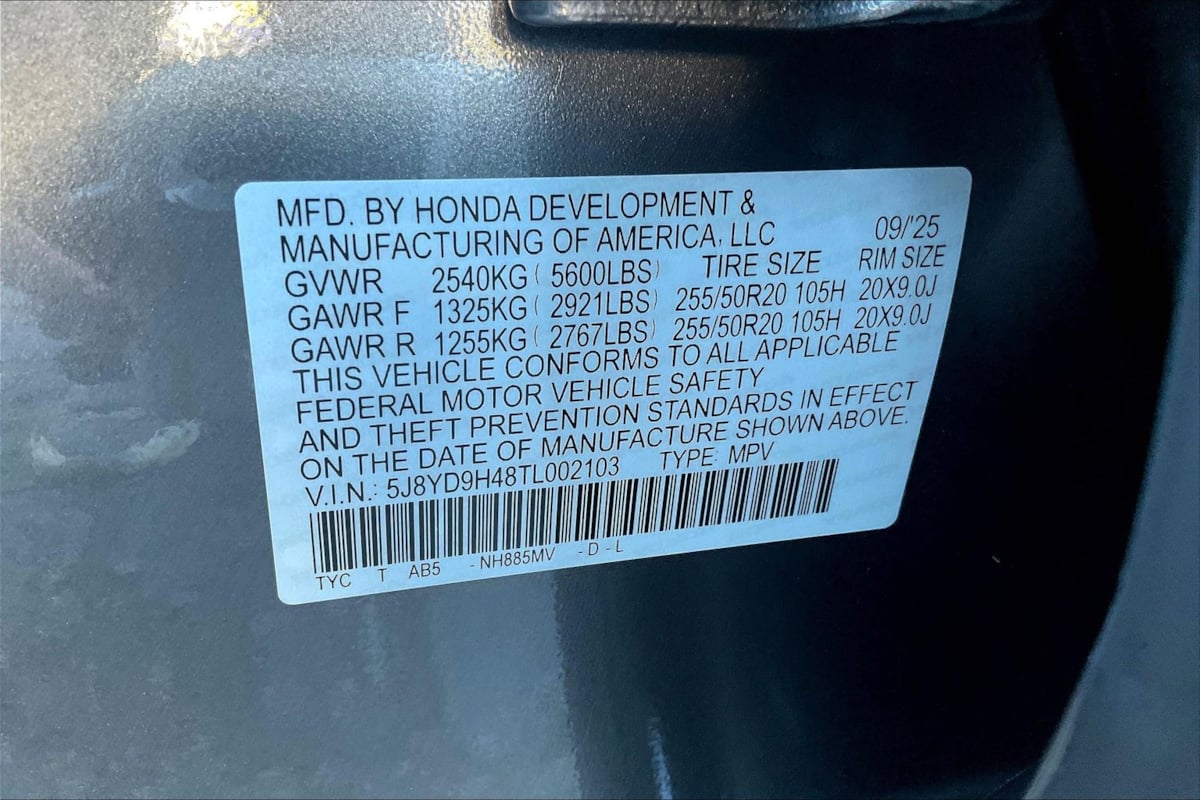 MFD. BY HONDA DEVELOPMENT &
MANUFACTURING OF AMERICA, LLC 09/'25
GVWR 2540KG ( 5600LBS) TIRE SIZE RIM SIZE
GAWR F 1325KG ( 2921LBS) 255/50R20 105H 20X9.0J
GAWR R 1255KG ( 2767LBS) 255/50R20 105H 20X9.0J
THIS VEHICLE CONFORMS TO ALL APPLICABLE
FEDERAL MOTOR VEHICLE SAFETY
AND THEFT PREVENTION STANDARDS IN EFFECT
ON THE DATE OF MANUFACTURE SHOWN ABOVE.
V.I.N.: 5J8YD9H48TL002103 TYPE: MPV
TYC T AB5 -NH885MV -D-L